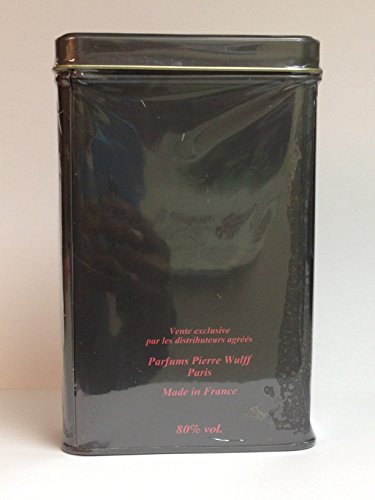 Vente exclusive
par les distributeurs agréés
Parfums Pierre Wulff
Paris
Made in France
80% vol.